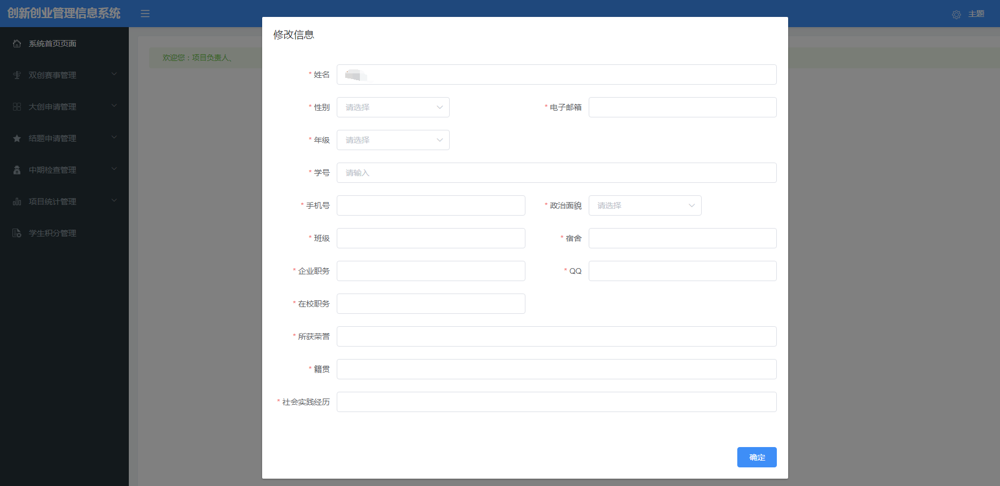 创新创业管理信息系统
主题
系统首页页面
双创赛事管理
大创申请管理
结题申请管理
中期检查管理
项目统计管理
学生积分管理
欢迎您：项目负责人、
修改信息
* 姓名
* 性别 请选择 * 电子邮箱
* 年级 请选择
* 学号 请输入
* 手机号 * 政治面貌 请选择
* 班级 * 宿舍
* 企业职务 * QQ
* 在校职务
* 所获荣誉
* 籍贯
* 社会实践经历
确定